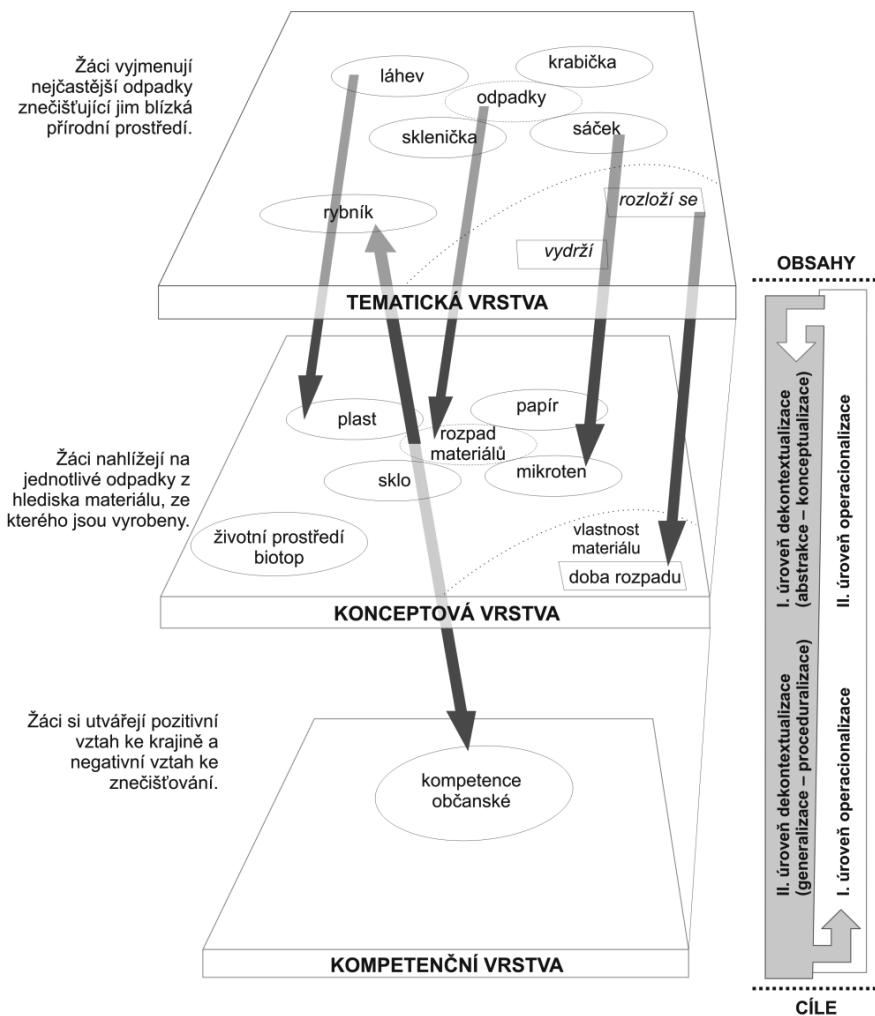 Žáci vyjmenují
nejčastější odpadky
znečišťující jim blízká
přírodní prostředí.
láhev
krabička
odpadky
sklenička
sáček
rybník
rozloží se
vydrží
TEMATICKÁ VRSTVA
Žáci nahlížejí na
jednotlivé odpadky z
hlediska materiálu, ze
kterého jsou vyrobeny.
plast
papír
rozpad
materiálů
sklo
mikroten
životní prostředí
biotop
vlastnost
materiálu
doba rozpadu
KONCEPTOVÁ VRSTVA
Žáci si utvářejí pozitivní
vztah ke krajině a
negativní vztah ke
znečišťování.
kompetence
občanské
KOMPETENČNÍ VRSTVA
OBSAHY
I. úroveň dekontextualizace
(abstrakce – konceptualizace)
II. úroveň operacionalizace
II. úroveň dekontextualizace
(generalizace – proceduralizace)
I. úroveň operacionalizace
CÍLE